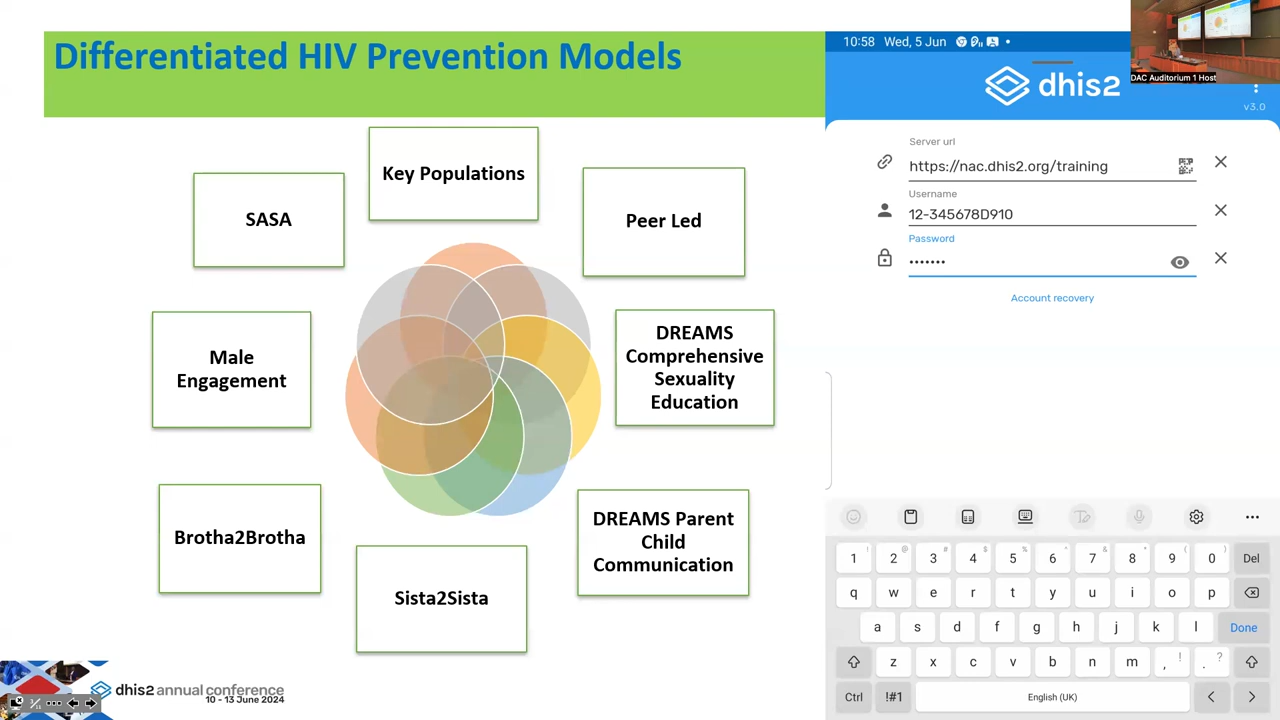 Differentiated HIV Prevention Models
Key Populations
SASA
Peer Led
Male
Engagement
DREAMS
Comprehensive
Sexuality
Education
Brotha2Brotha
DREAMS Parent
Child
Communication
Sista2Sista
dhis2 annual conference
10 - 13 June 2024
10:58 Wed, 5 Jun
DAC Auditorium 1 Host
dhis2
v3.0
Server url
https://nac.dhis2.org/training
Username
12-345678D910
Password
•••••••
Account recovery
1 2 3 4 5 6 7 8 9 0 Del
q w e r t y u i o p
a s d f g h j k l Done
z x c v b n m , ! . ?
Ctrl !#1 English (UK) < >